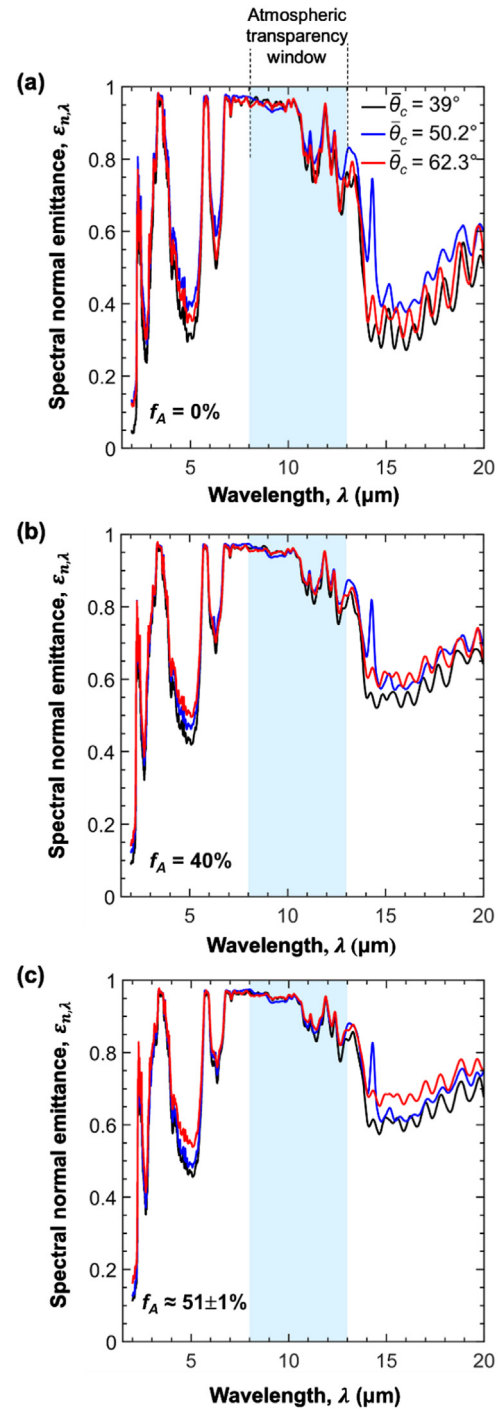 Atmospheric
transparency
window
(a)
Spectral normal emittance, εn,λ
1
0.8
0.6
0.4
0.2
0
θ̄c = 39°
θ̄c = 50.2°
θ̄c = 62.3°
fA = 0%
5
10
15
20
Wavelength, λ (μm)
(b)
Spectral normal emittance, εn,λ
1
0.8
0.6
0.4
0.2
0
fA = 40%
5
10
15
20
Wavelength, λ (μm)
(c)
Spectral normal emittance, εn,λ
1
0.8
0.6
0.4
0.2
0
fA ≈ 51±1%
5
10
15
20
Wavelength, λ (μm)